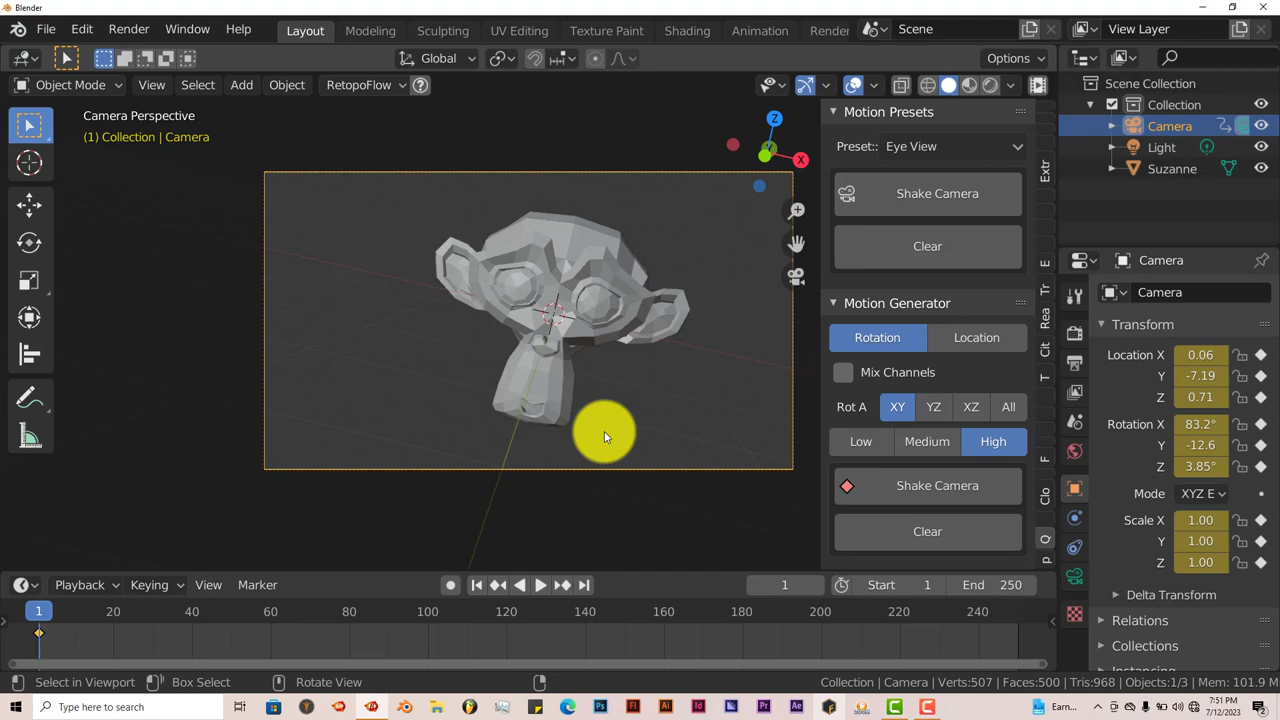 Blender
File Edit Render Window Help Layout Modeling Sculpting UV Editing Texture Paint Shading Animation Render Scene View Layer
Global Options
Object Mode View Select Add Object RetopoFlow
Scene Collection
Collection
Camera
Light
Suzanne
Camera Perspective
(1) Collection | Camera
Z
X
Motion Presets
Preset:: Eye View
Shake Camera
Clear
Motion Generator
Rotation Location
Mix Channels
Rot A XY YZ XZ All
Low Medium High
Shake Camera
Clear
Extr
E
Tr
Rea
Cit
T
F
Clo
Q
p
Camera
Camera
Transform
Location X 0.06
Y -7.19
Z 0.71
Rotation X 83.2°
Y -12.6
Z 3.85°
Mode XYZ E
Scale X 1.00
Y 1.00
Z 1.00
Delta Transform
Relations
Collections
Instancing
Playback Keying View Marker 1 Start 1 End 250
1 20 40 60 80 100 120 140 160 180 200 220 240
Select in Viewport Box Select Rotate View Collection | Camera Verts:507 Faces:500 Tris:968 Objects:1/3 Mem: 101.9 M
Type here to search
Earn...
7:51 PM
7/12/2023